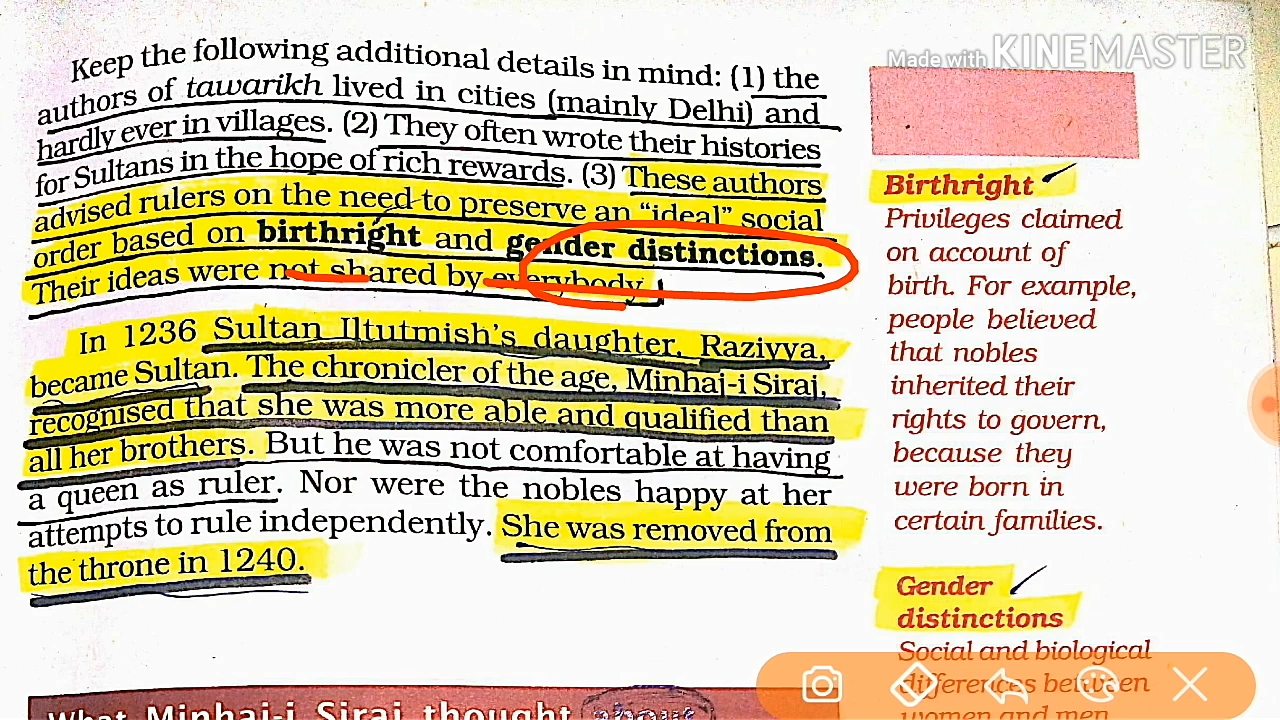 Made with KINEMASTER
Keep the following additional details in mind: (1) the
authors of tawarikh lived in cities (mainly Delhi) and
hardly ever in villages. (2) They often wrote their histories
for Sultans in the hope of rich rewards. (3) These authors
advised rulers on the need to preserve an “ideal” social
order based on birthright and gender distinctions.
Their ideas were not shared by everybody.
In 1236 Sultan Iltutmish’s daughter, Raziyya,
became Sultan. The chronicler of the age, Minhaj-i Siraj,
recognised that she was more able and qualified than
all her brothers. But he was not comfortable at having
a queen as ruler. Nor were the nobles happy at her
attempts to rule independently. She was removed from
the throne in 1240.
What Minhaj-i Siraj thought about
Birthright
Privileges claimed
on account of
birth. For example,
people believed
that nobles
inherited their
rights to govern,
because they
were born in
certain families.
Gender
distinctions
Social and biological
differences between
women and men